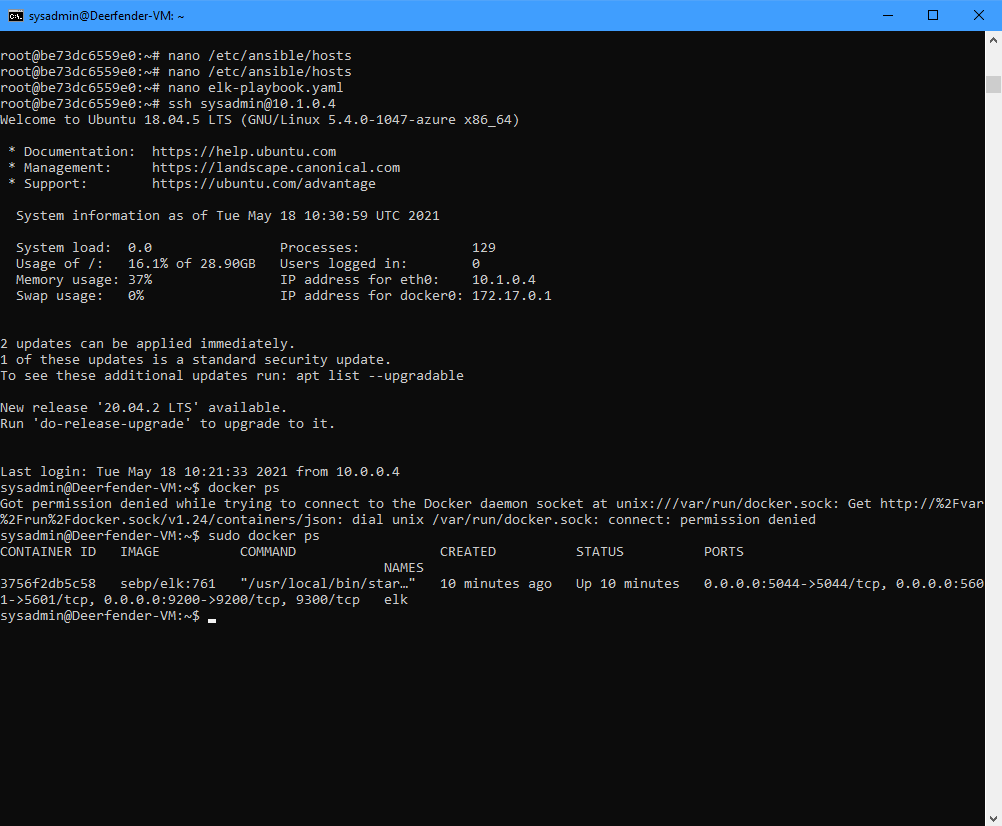 sysadmin@Deerfender-VM: ~
root@be73dc6559e0:~# nano /etc/ansible/hosts
root@be73dc6559e0:~# nano /etc/ansible/hosts
root@be73dc6559e0:~# nano elk-playbook.yaml
root@be73dc6559e0:~# ssh sysadmin@10.1.0.4
Welcome to Ubuntu 18.04.5 LTS (GNU/Linux 5.4.0-1047-azure x86_64)
 * Documentation:  https://help.ubuntu.com
 * Management:     https://landscape.canonical.com
 * Support:        https://ubuntu.com/advantage
  System information as of Tue May 18 10:30:59 UTC 2021
  System load:  0.0                Processes:              129
  Usage of /:   16.1% of 28.90GB   Users logged in:        0
  Memory usage: 37%                IP address for eth0:    10.1.0.4
  Swap usage:   0%                 IP address for docker0: 172.17.0.1
2 updates can be applied immediately.
1 of these updates is a standard security update.
To see these additional updates run: apt list --upgradable
New release '20.04.2 LTS' available.
Run 'do-release-upgrade' to upgrade to it.
Last login: Tue May 18 10:21:33 2021 from 10.0.0.4
sysadmin@Deerfender-VM:~$ docker ps
Got permission denied while trying to connect to the Docker daemon socket at unix:///var/run/docker.sock: Get http://%2Fvar
%2Frun%2Fdocker.sock/v1.24/containers/json: dial unix /var/run/docker.sock: connect: permission denied
sysadmin@Deerfender-VM:~$ sudo docker ps
CONTAINER ID   IMAGE          COMMAND                  CREATED          STATUS          PORTS
                                                NAMES
3756f2db5c58   sebp/elk:761   "/usr/local/bin/star…"   10 minutes ago   Up 10 minutes   0.0.0.0:5044->5044/tcp, 0.0.0.0:560
1->5601/tcp, 0.0.0.0:9200->9200/tcp, 9300/tcp   elk
sysadmin@Deerfender-VM:~$